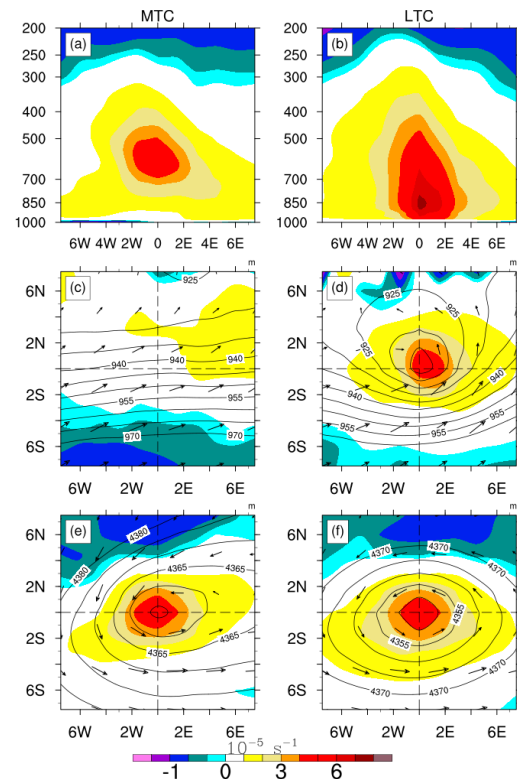 MTC LTC
(a) (b)
200 200
250 250
300 300
400 400
500 500
700 700
850 850
1000 1000
6W 4W 2W 0 2E 4E 6E 6W 4W 2W 0 2E 4E 6E
m m
(c) (d)
925 925
6N 6N
925
2N 2N
940 940 940
2S 2S
940
955 955
955
6S 970 970 6S
6W 2W 2E 6E 6W 2W 2E 6E
m m
(e) (f)
6N 4380 6N
4370 4370
4380 4365
2N 2N
4355
2S 4365 4365 2S 4355
6S 6S 4370 4370
6W 2W 2E 6E 6W 2W 2E 6E
10⁻⁵ s⁻¹
-1 0 3 6